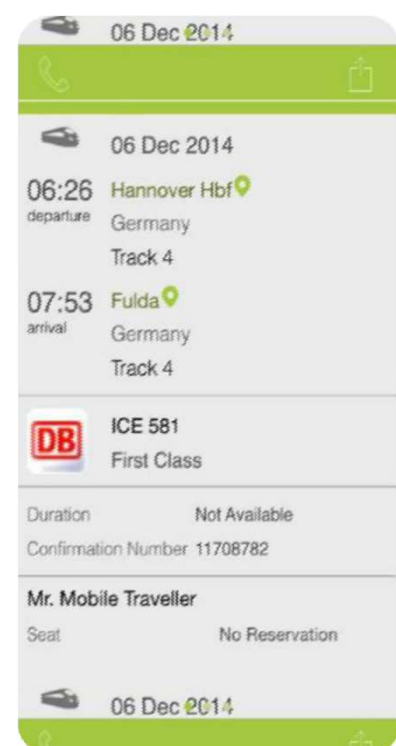 06 Dec 2014
06 Dec 2014
06:26 Hannover Hbf
departure Germany
Track 4
07:53 Fulda
arrival Germany
Track 4
DB ICE 581
First Class
Duration Not Available
Confirmation Number 11708782
Mr. Mobile Traveller
Seat No Reservation
06 Dec 2014